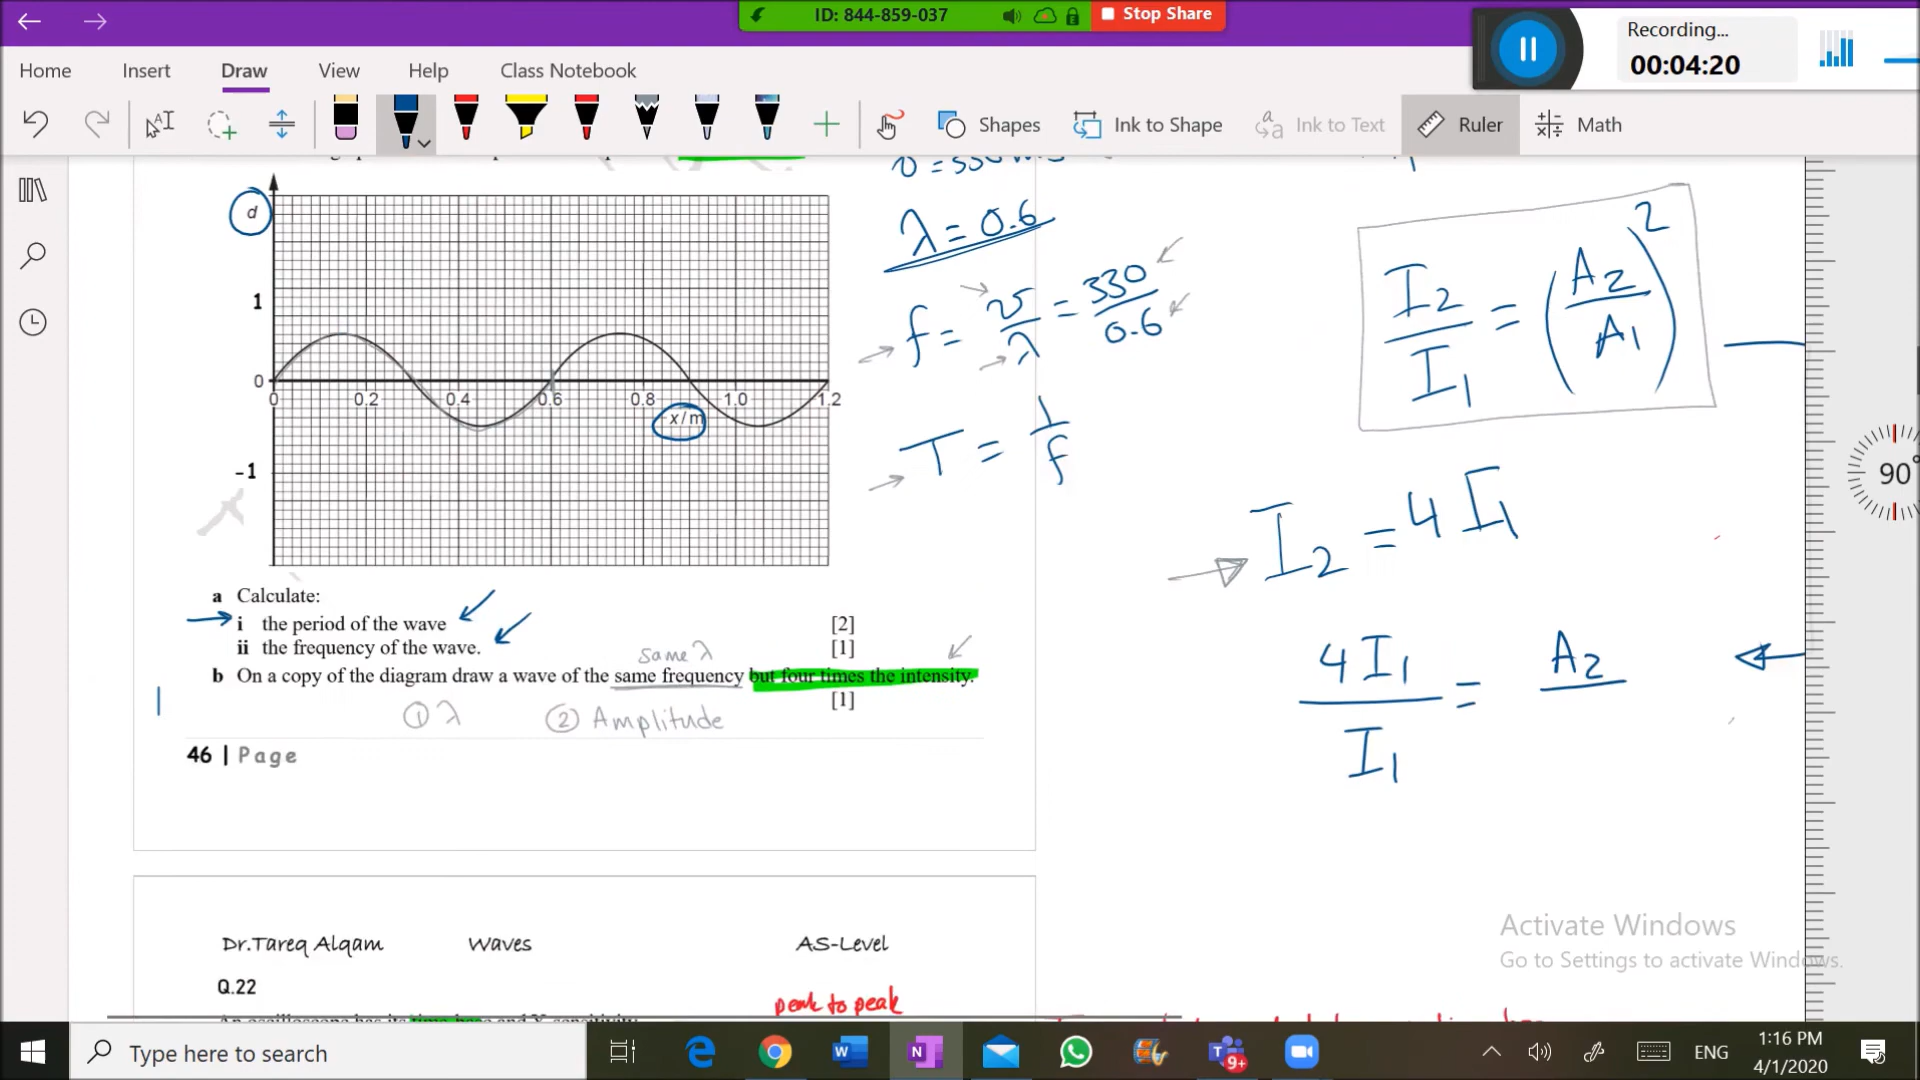 ID: 844-859-037
Stop Share
Recording...
00:04:20
Home Insert Draw View Help Class Notebook
Shapes Ink to Shape Ink to Text Ruler Math
d
1
0
-1
0 0.2 0.4 0.6 0.8 1.0 1.2
x/m
λ = 0.6
f = v/λ = 330/0.6
T = 1/f
I2/I1 = (A2/A1)2
I2 = 4 I1
4I1/I1 = A2
90°
a Calculate:
i the period of the wave [2]
ii the frequency of the wave. [1]
same λ
b On a copy of the diagram draw a wave of the same frequency but four times the intensity.
[1]
① λ ② Amplitude
46 | Page
Dr.Tareq Alqam Waves AS-Level
Q.22
peak to peak
Activate Windows
Go to Settings to activate Windows.
Type here to search
9+
ENG
1:16 PM
4/1/2020